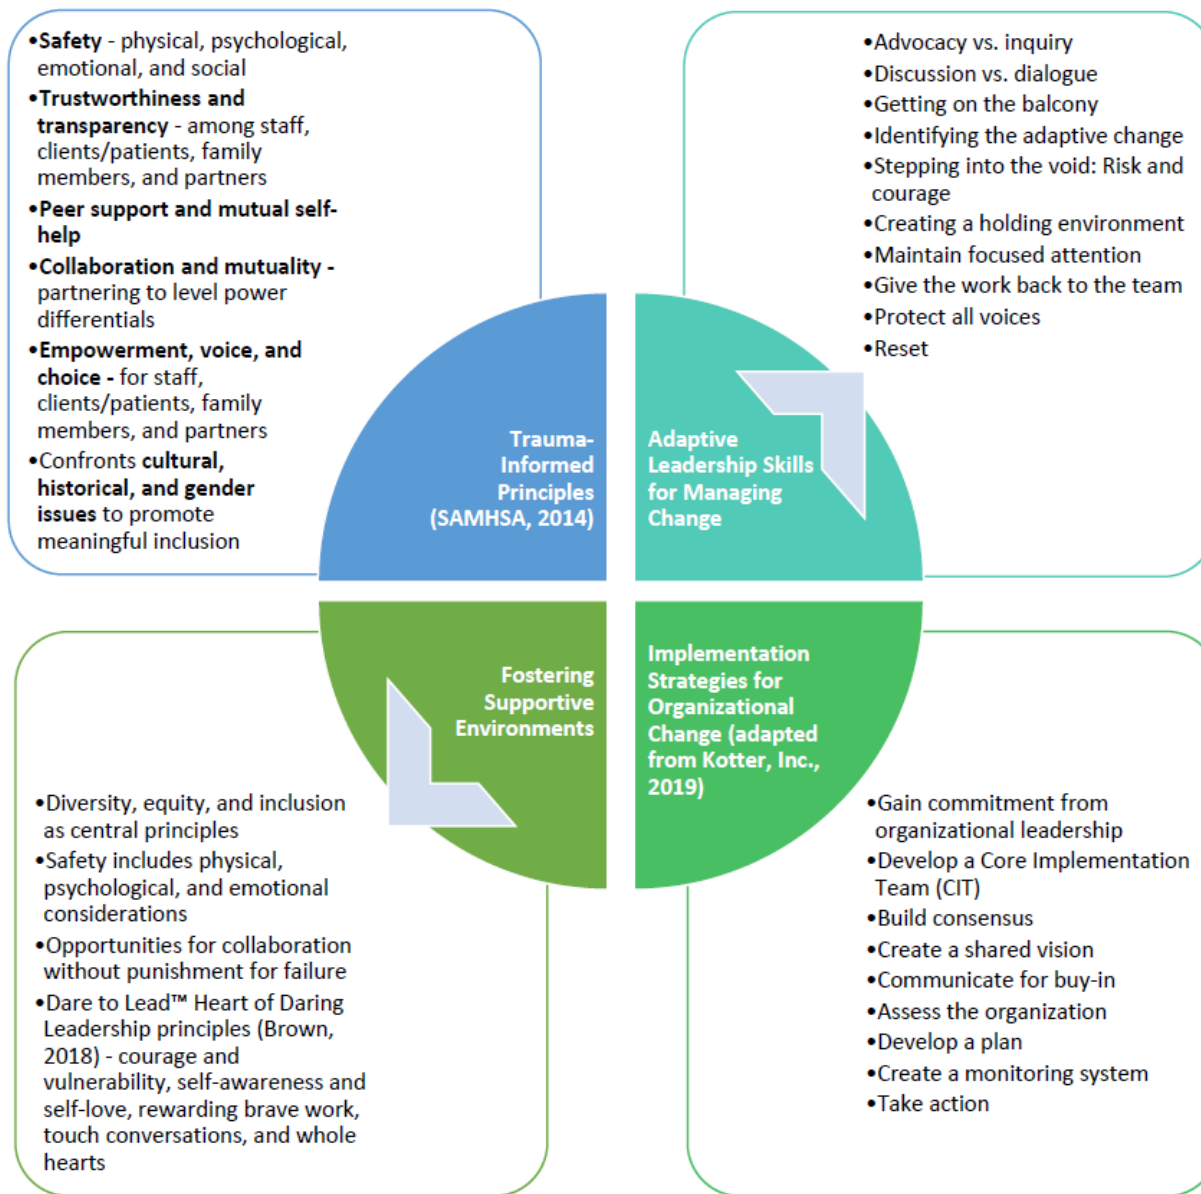 •Safety - physical, psychological,
emotional, and social
•Trustworthiness and
transparency - among staff,
clients/patients, family
members, and partners
•Peer support and mutual self-
help
•Collaboration and mutuality -
partnering to level power
differentials
•Empowerment, voice, and
choice - for staff,
clients/patients, family
members, and partners
•Confronts cultural,
historical, and gender
issues to promote
meaningful inclusion
•Advocacy vs. inquiry
•Discussion vs. dialogue
•Getting on the balcony
•Identifying the adaptive change
•Stepping into the void: Risk and
courage
•Creating a holding environment
•Maintain focused attention
•Give the work back to the team
•Protect all voices
•Reset
Trauma-
Informed
Principles
(SAMHSA, 2014)
Adaptive
Leadership Skills
for Managing
Change
Fostering
Supportive
Environments
Implementation
Strategies for
Organizational
Change (adapted
from Kotter, Inc.,
2019)
•Diversity, equity, and inclusion
as central principles
•Safety includes physical,
psychological, and emotional
considerations
•Opportunities for collaboration
without punishment for failure
•Dare to Lead™ Heart of Daring
Leadership principles (Brown,
2018) - courage and
vulnerability, self-awareness and
self-love, rewarding brave work,
touch conversations, and whole
hearts
•Gain commitment from
organizational leadership
•Develop a Core Implementation
Team (CIT)
•Build consensus
•Create a shared vision
•Communicate for buy-in
•Assess the organization
•Develop a plan
•Create a monitoring system
•Take action